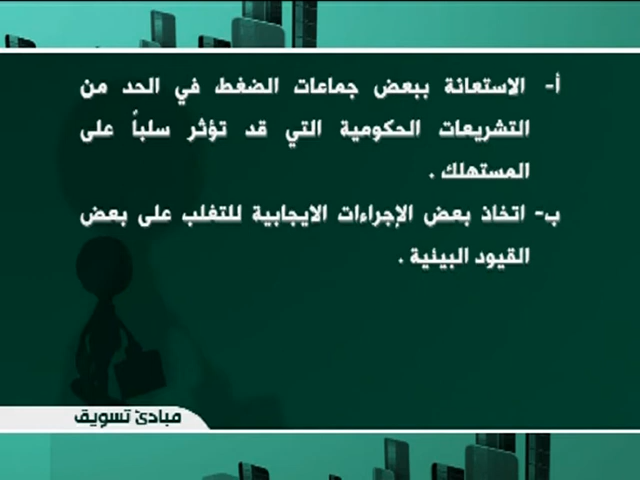 أ- الاستعانة ببعض جماعات الضغط في الحد من
التشريعات الحكومية التي قد تؤثر سلباً على
المستهلك .
ب- اتخاذ بعض الإجراءات الايجابية للتغلب على بعض
القيود البيئية .
مبادئ تسويق